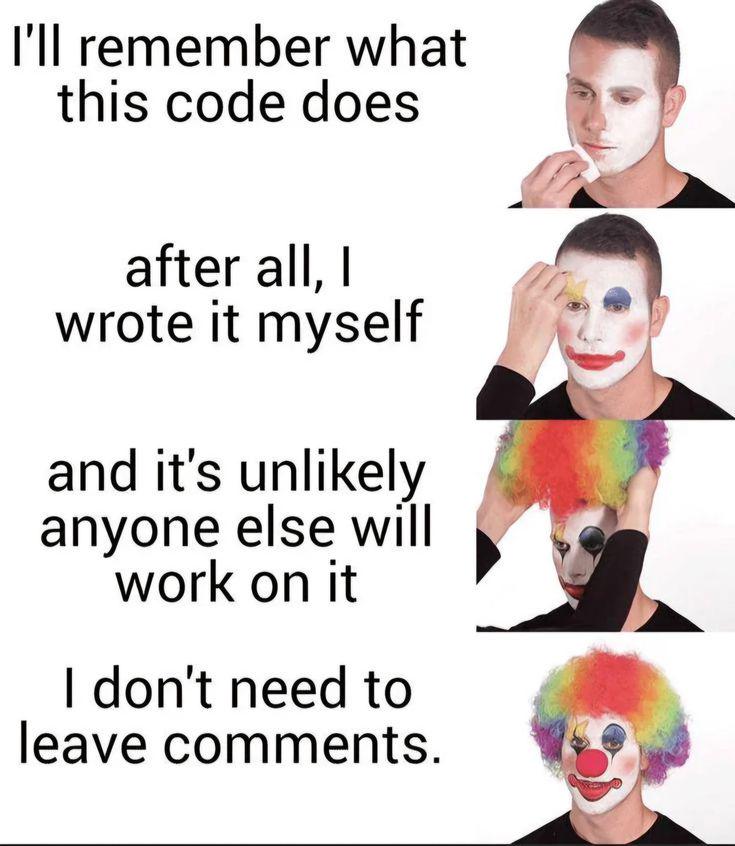 I'll remember what
this code does
after all, I
wrote it myself
and it's unlikely
anyone else will
work on it
I don't need to
leave comments.